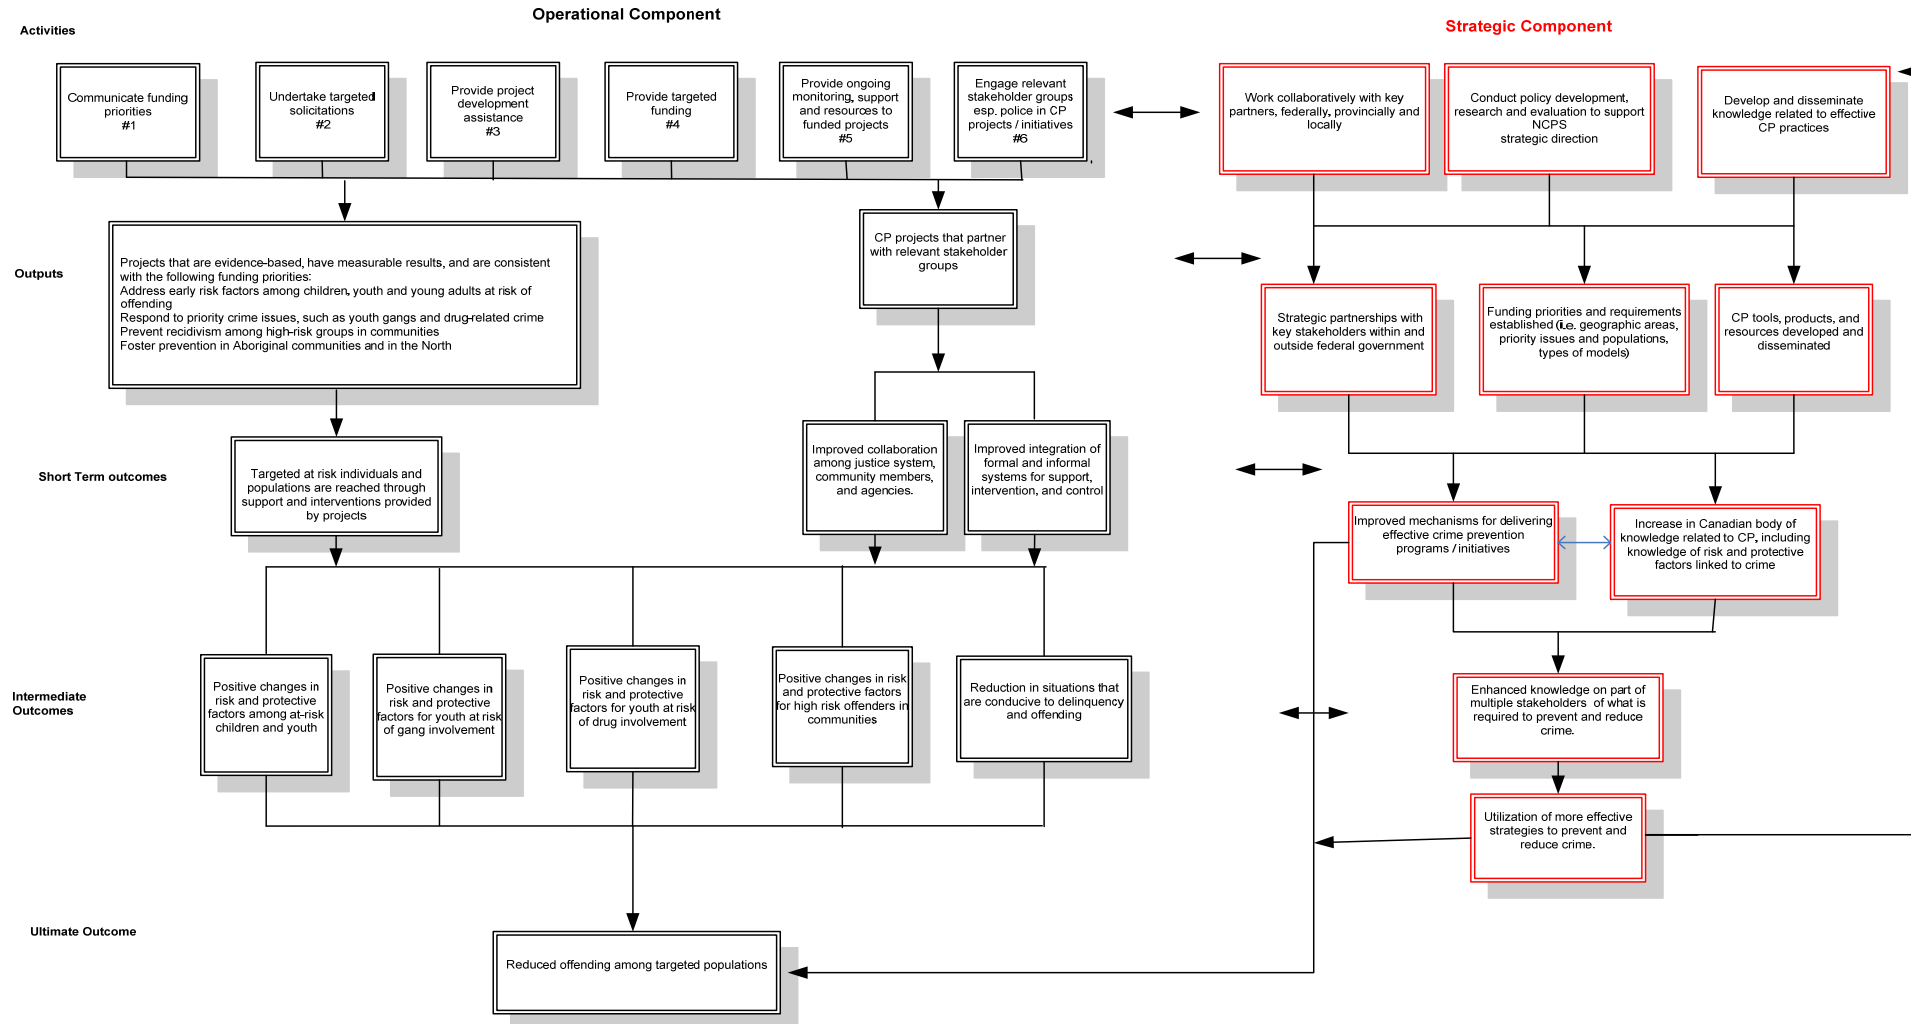 Operational Component
Strategic Component
Activities
Communicate funding
priorities
#1
Undertake targeted
solicitations
#2
Provide project
development
assistance
#3
Provide targeted
funding
#4
Provide ongoing
monitoring, support
and resources to
funded projects
#5
Engage relevant
stakeholder groups
esp. police in CP
projects / initiatives
#6
Work collaboratively with key
partners, federally, provincially and
locally
Conduct policy development,
research and evaluation to support
NCPS
strategic direction
Develop and disseminate
knowledge related to effective
CP practices
Outputs
Projects that are evidence-based, have measurable results, and are consistent
with the following funding priorities:
Address early risk factors among children, youth and young adults at risk of
offending
Respond to priority crime issues, such as youth gangs and drug-related crime
Prevent recidivism among high-risk groups in communities
Foster prevention in Aboriginal communities and in the North
CP projects that partner
with relevant stakeholder
groups
Strategic partnerships with
key stakeholders within and
outside federal government
Funding priorities and requirements
established (i.e. geographic areas,
priority issues and populations,
types of models)
CP tools, products, and
resources developed and
disseminated
Short Term outcomes
Targeted at risk individuals and
populations are reached through
support and interventions provided
by projects
Improved collaboration
among justice system,
community members,
and agencies.
Improved integration of
formal and informal
systems for support,
intervention, and control
Improved mechanisms for delivering
effective crime prevention
programs / initiatives
Increase in Canadian body of
knowledge related to CP, including
knowledge of risk and protective
factors linked to crime
Intermediate
Outcomes
Positive changes in
risk and protective
factors among at-risk
children and youth
Positive changes in
risk and protective
factors for youth at risk
of gang involvement
Positive changes in
risk and protective
factors for youth at risk
of drug involvement
Positive changes in risk
and protective factors
for high risk offenders in
communities
Reduction in situations that
are conducive to delinquency
and offending
Enhanced knowledge on part of
multiple stakeholders of what is
required to prevent and reduce
crime.
Utilization of more effective
strategies to prevent and
reduce crime.
Ultimate Outcome
Reduced offending among targeted populations